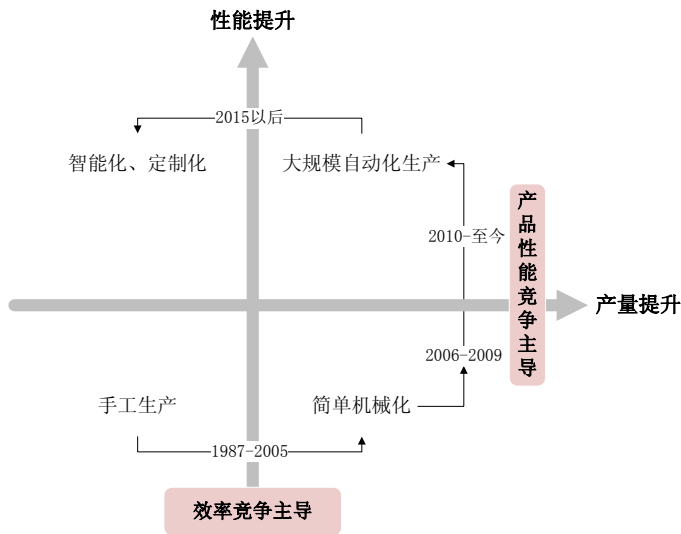 性能提升
2015以后
智能化、定制化
大规模自动化生产
产品性能竞争主导
2010-至今
产量提升
2006-2009
手工生产
简单机械化
1987-2005
效率竞争主导